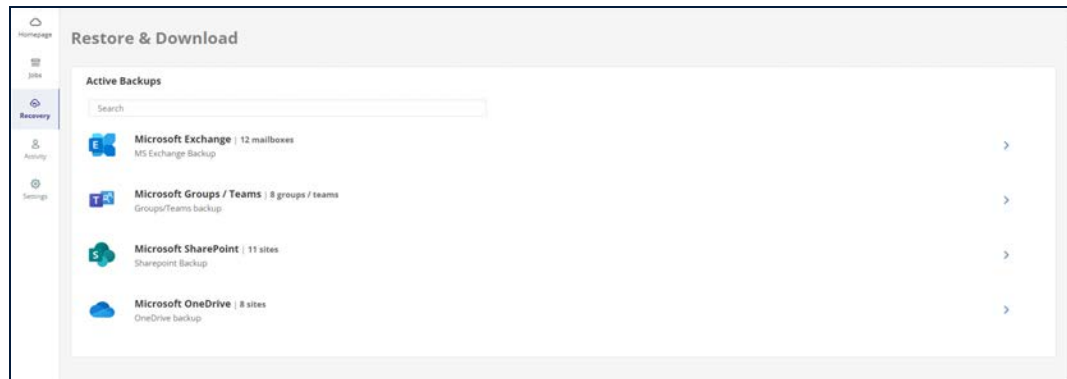 Homepage
Jobs
Recovery
Activity
Settings
Restore & Download
Active Backups
Search
Microsoft Exchange | 12 mailboxes
MS Exchange Backup
Microsoft Groups / Teams | 8 groups / teams
Groups/Teams backup
Microsoft SharePoint | 11 sites
Sharepoint Backup
Microsoft OneDrive | 8 sites
OneDrive backup